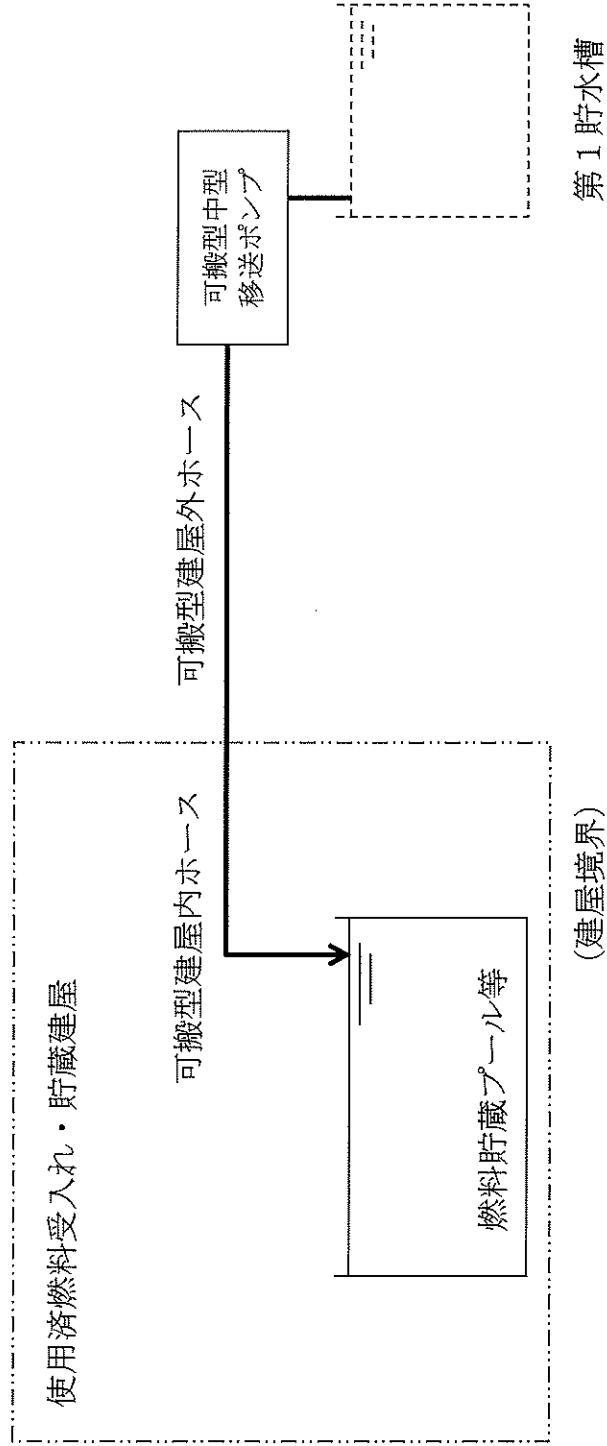 使用済燃料受入れ・貯蔵建屋
可搬型建屋内ホース
可搬型建屋外ホース
可搬型中型
移送ポンプ
燃料貯蔵プール等
(建屋境界)
第1貯水槽